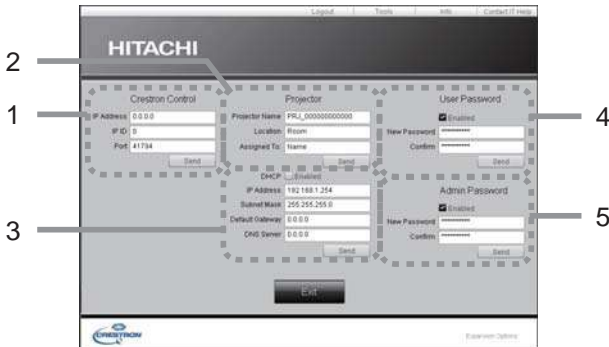 Logout Tools Info Contact IT Help
HITACHI
2
1
Crestron Control
IP Address 0.0.0.0
IP ID 0
Port 41794
Send
Projector
Projector Name PRJ_000000000000
Location Room
Assigned To: Name
Send
User Password
Enabled
New Password ***********
Confirm ***********
Send
4
3
DHCP Enabled
IP Address 192.168.1.254
Subnet Mask 255.255.255.0
Default Gateway 0.0.0.0
DNS Server 0.0.0.0
Send
Admin Password
Enabled
New Password ***********
Confirm ***********
Send
5
Exit
CRESTRON
Expansion Options